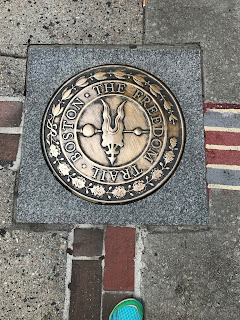 THE FREEDOM TRAIL · BOSTON ·